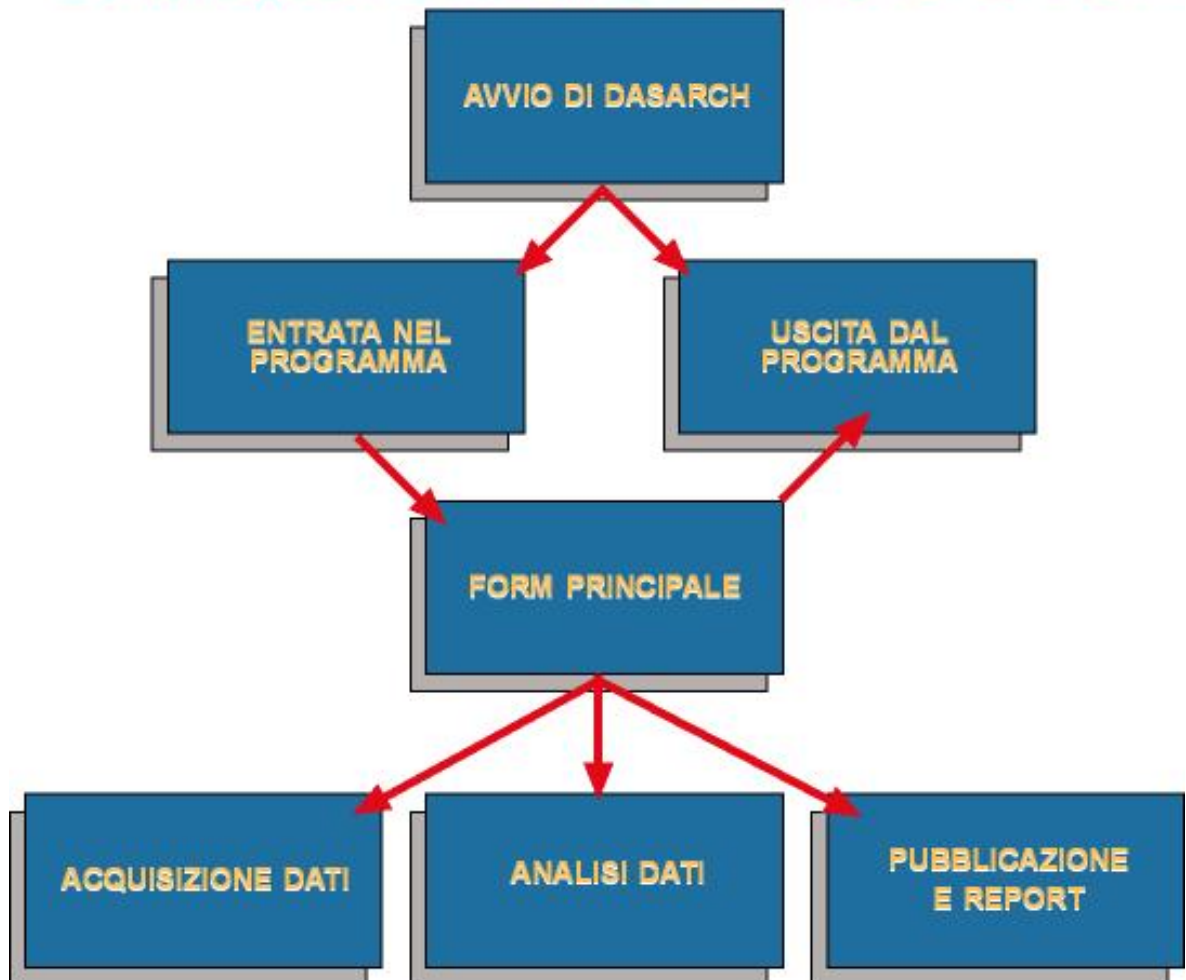 AVVIO DI DASARCH
ENTRATA NEL
PROGRAMMA
USCITA DAL
PROGRAMMA
FORM PRINCIPALE
ACQUISIZIONE DATI
ANALISI DATI
PUBBLICAZIONE
E REPORT